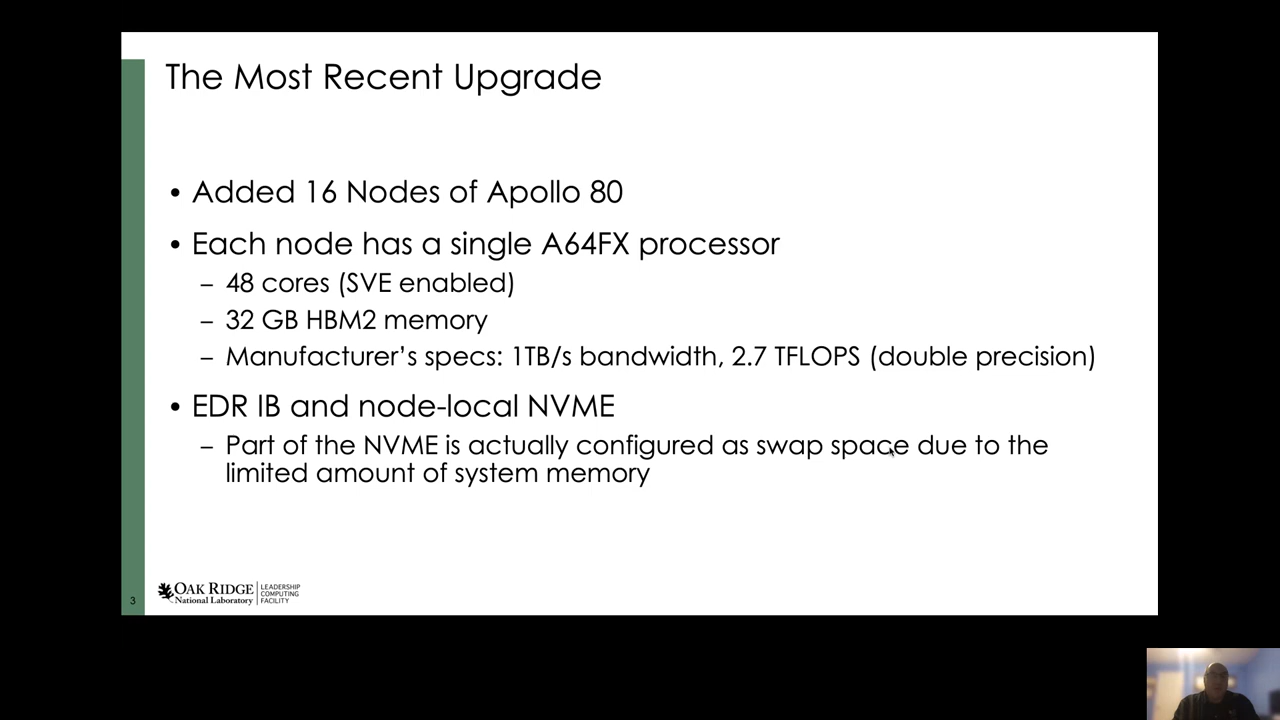 The Most Recent Upgrade
• Added 16 Nodes of Apollo 80
• Each node has a single A64FX processor
– 48 cores (SVE enabled)
– 32 GB HBM2 memory
– Manufacturer’s specs: 1TB/s bandwidth, 2.7 TFLOPS (double precision)
• EDR IB and node-local NVME
– Part of the NVME is actually configured as swap space due to the
limited amount of system memory
3
OAK RIDGE
National Laboratory
LEADERSHIP
COMPUTING
FACILITY